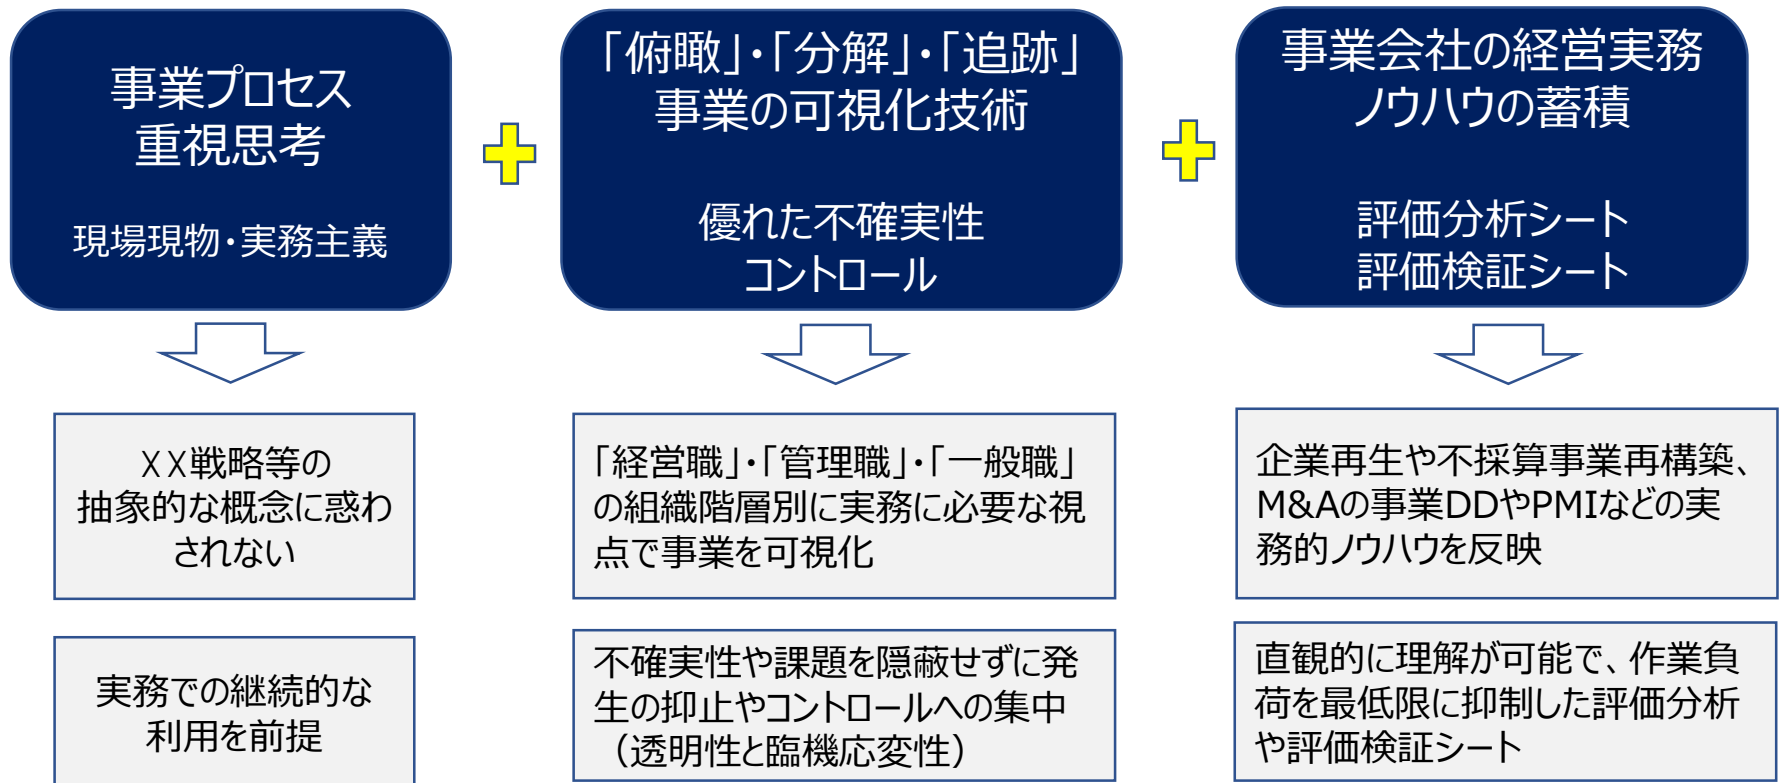 事業プロセス
重視思考
現場現物・実務主義
「俯瞰」・「分解」・「追跡」
事業の可視化技術
優れた不確実性
コントロール
事業会社の経営実務
ノウハウの蓄積
評価分析シート
評価検証シート
XX戦略等の
抽象的な概念に惑わ
されない
「経営職」・「管理職」・「一般職」
の組織階層別に実務に必要な視
点で事業を可視化
企業再生や不採算事業再構築、
M&Aの事業DDやPMIなどの実
務的ノウハウを反映
実務での継続的な
利用を前提
不確実性や課題を隠蔽せずに発
生の抑止やコントロールへの集中
（透明性と臨機応変性）
直観的に理解が可能で、作業負
荷を最低限に抑制した評価分析
や評価検証シート